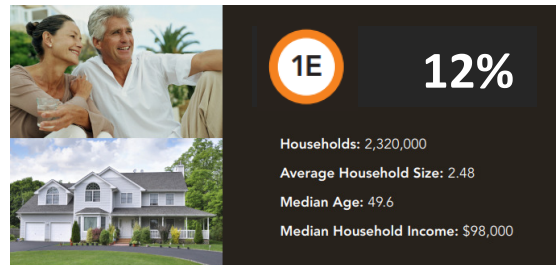 1E
12%
Households: 2,320,000
Average Household Size: 2.48
Median Age: 49.6
Median Household Income: $98,000